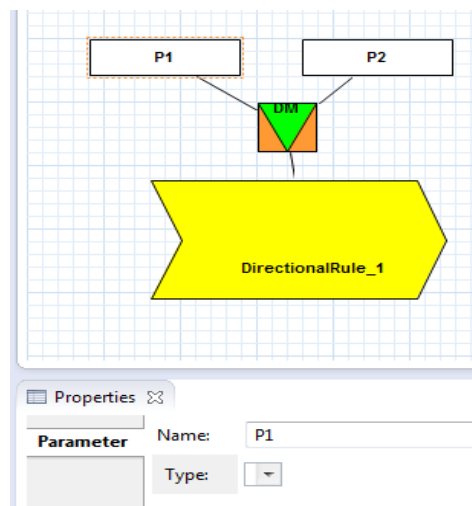 P1
P2
DM
DirectionalRule_1
Properties
Parameter
Name:
P1
Type: